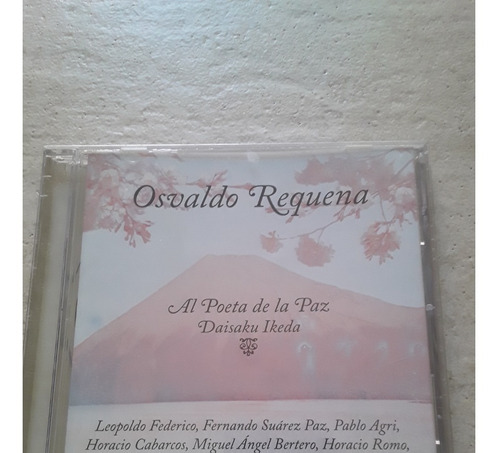 Osvaldo Requena
Al Poeta de la Paz
Daisaku Ikeda
Leopoldo Federico, Fernando Suárez Paz, Pablo Agri,
Horacio Cabarcos, Miguel Ángel Bertero, Horacio Romo,